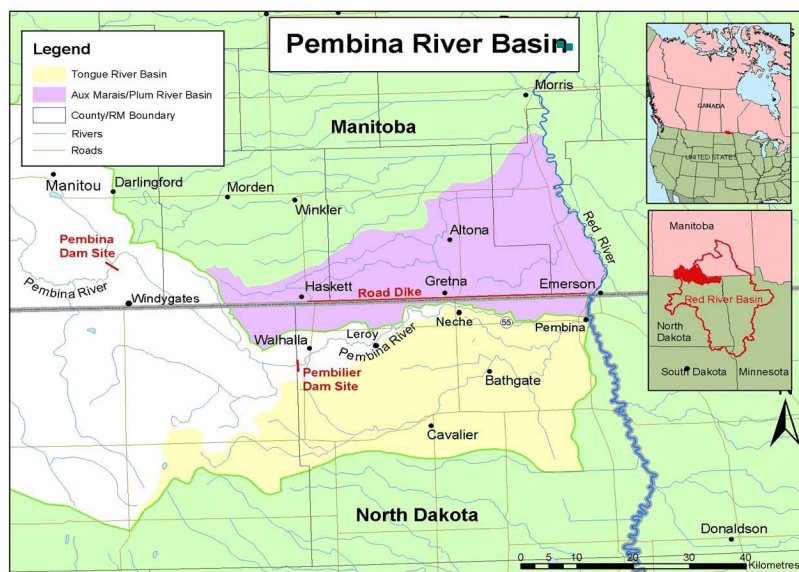 Pembina River Basin
Legend
Tongue River Basin
Aux Marais/Plum River Basin
County/RM Boundary
Rivers
Roads
Morris
Manitoba
Manitou
Darlingford
Morden
Winkler
Altona
Red River
Pembina
Dam Site
Pembina River
Windygates
Haskett
Road Dike
Gretna
Emerson
Walhalla
Leroy
Pembina River
Neche
55
Pembina
Pembilier
Dam Site
Bathgate
Cavalier
North Dakota
Donaldson
0 5 10 20 30 40
Kilometres
CANADA
UNITED STATES
Manitoba
Red River Basin
North
Dakota
South Dakota
Minnesota